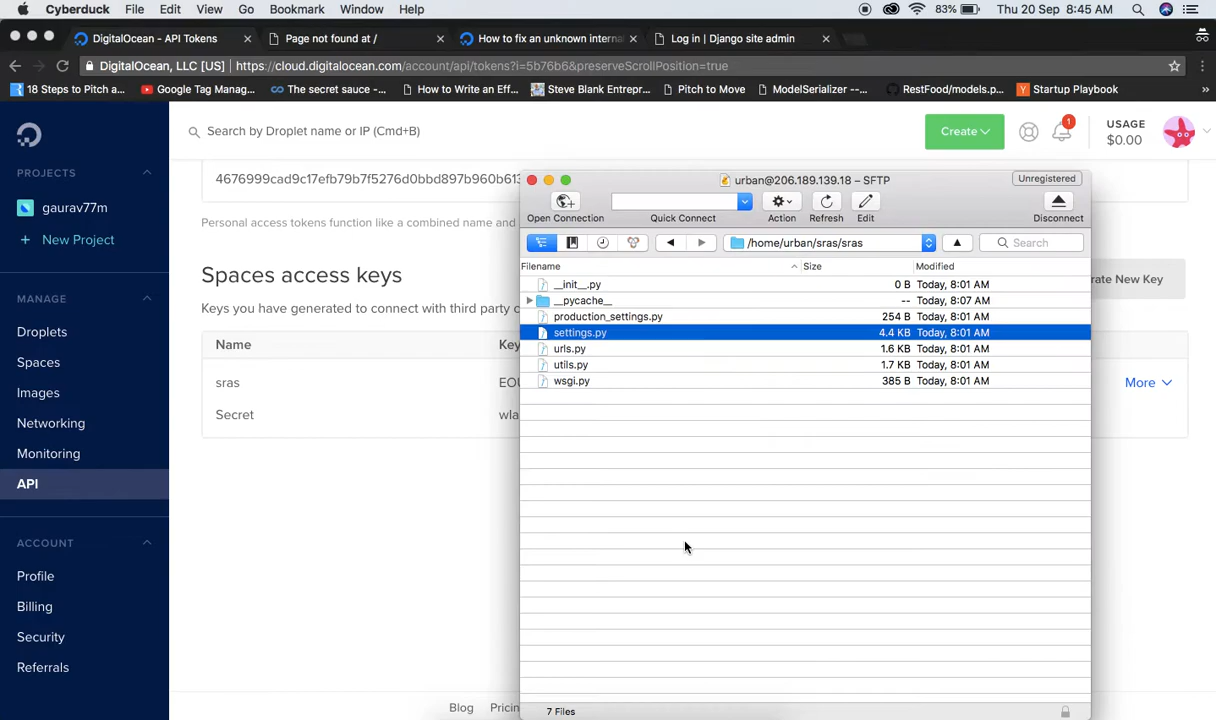 Cyberduck File Edit View Go Bookmark Window Help 83% Thu 20 Sep 8:45 AM
DigitalOcean - API Tokens Page not found at / How to fix an unknown interna Log in | Django site admin
DigitalOcean, LLC [US] https://cloud.digitalocean.com/account/api/tokens?i=5b76b6&preserveScrollPosition=true
18 Steps to Pitch a... Google Tag Manag... The secret sauce -... How to Write an Eff... Steve Blank Entrepr... Pitch to Move ModelSerializer --... RestFood/models.p... Startup Playbook
Search by Droplet name or IP (Cmd+B) Create USAGE
$0.00
1
PROJECTS
gaurav77m
+ New Project
MANAGE
Droplets
Spaces
Images
Networking
Monitoring
API
ACCOUNT
Profile
Billing
Security
Referrals
4676999cad9c17efb79b7f5276d0bbd897b960b613
Personal access tokens function like a combined name and
Spaces access keys
rate New Key
Keys you have generated to connect with third party c
Name Key
sras EOU
More
Secret wla
Blog Pricin
urban@206.189.139.18 – SFTP Unregistered
Open Connection Quick Connect Action Refresh Edit Disconnect
/home/urban/sras/sras Search
Filename Size Modified
__init__.py 0 B Today, 8:01 AM
__pycache__ -- Today, 8:07 AM
production_settings.py 254 B Today, 8:01 AM
settings.py 4.4 KB Today, 8:01 AM
urls.py 1.6 KB Today, 8:01 AM
utils.py 1.7 KB Today, 8:01 AM
wsgi.py 385 B Today, 8:01 AM
7 Files